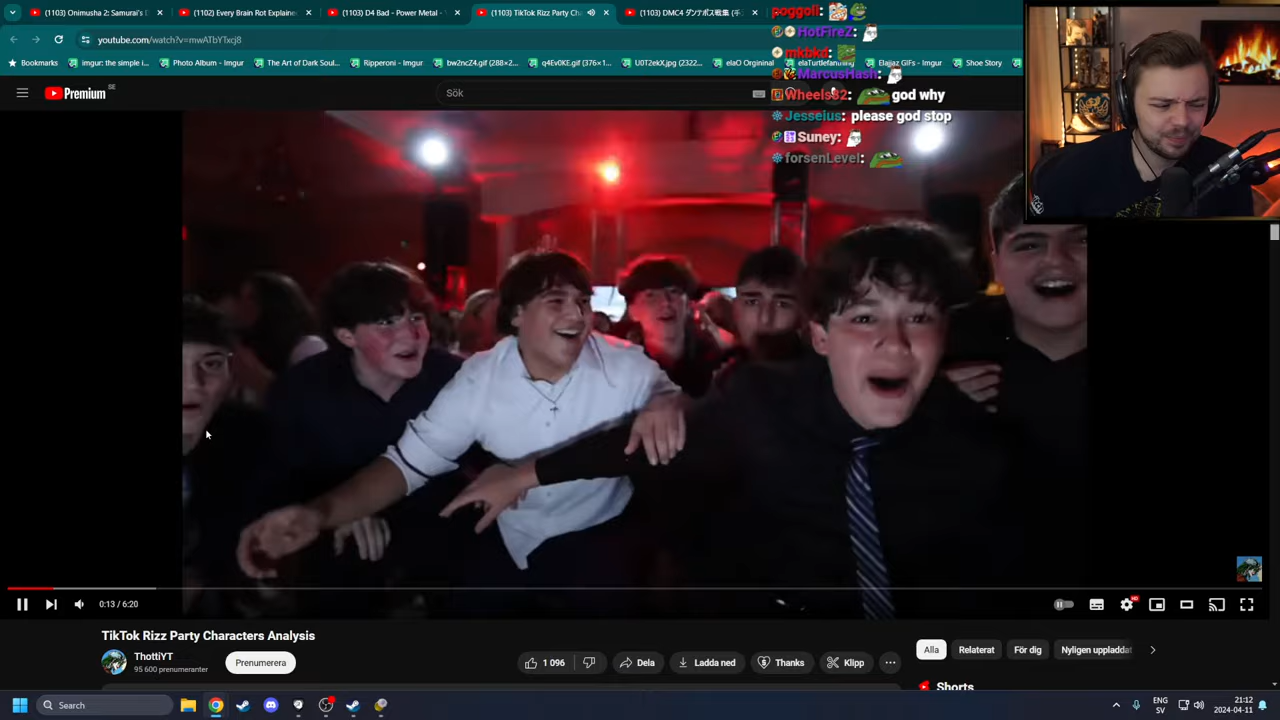 (1103) Onimusha 2: Samurai's D
(1102) Every Brain Rot Explaine
(1103) D4 Bad - Power Metal -
(1103) TikTok Rizz Party Ch
(1103) DMC4
poggoli:
youtube.com/watch?v=mwATbYTxcj8
HotFireZ:
mkbkd:
Bookmarks
imgur: the simple i
Photo Album - Imgur
The Art of Dark Soul
Ripperoni - Imgur
bw2ncZ4.gif (288×2
q4Ev0KE.gif (376×1
U0T2ekX.jpg (2322
elaO Orgininal
elaTurtlefan
Elajjaz GFs - Imgur
Shoe Story
MarcusHash:
Premium
SE
Sök
Wheels82: god why
Jesseius: please god stop
Suney:
forsenLevel:
0:13 / 6:20
HD
TikTok Rizz Party Characters Analysis
ThottiYT
95 600 prenumeranter
Prenumerera
1 096
Dela
Ladda ned
Thanks
Klipp
Alla
Relaterat
För dig
Nyligen uppladdat
Shorts
Search
ENG
SV
21:12
2024-04-11